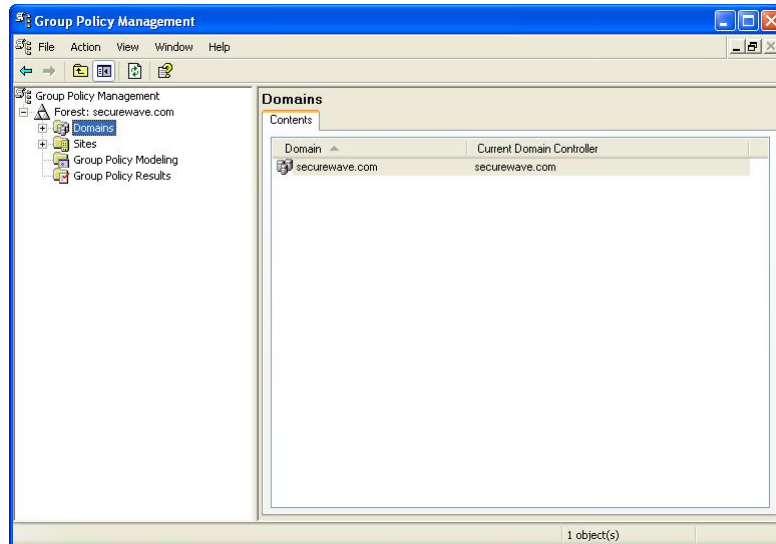 Group Policy Management
File Action View Window Help
Group Policy Management
Forest: securewave.com
Domains
Sites
Group Policy Modeling
Group Policy Results
Domains
Contents
Domain Current Domain Controller
securewave.com securewave.com
1 object(s)